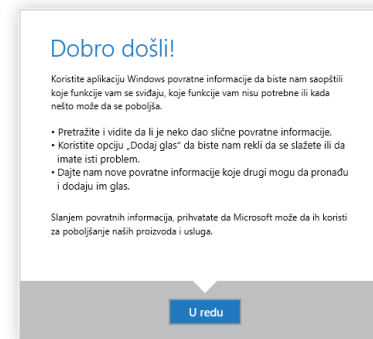 Dobro došli!
Koristite aplikaciju Windows povratne informacije da biste nam saopštili
koje funkcije vam se sviđaju, koje funkcije vam nisu potrebne ili kada
nešto može da se poboljša.
• Pretražite i vidite da li je neko dao slične povratne informacije.
• Koristite opciju „Dodaj glas“ da biste nam rekli da se slažete ili da
imate isti problem.
• Dajte nam nove povratne informacije koje drugi mogu da pronađu
i dodaju im glas.
Slanjem povratnih informacija, prihvatate da Microsoft može da ih koristi
za poboljšanje naših proizvoda i usluga.
U redu